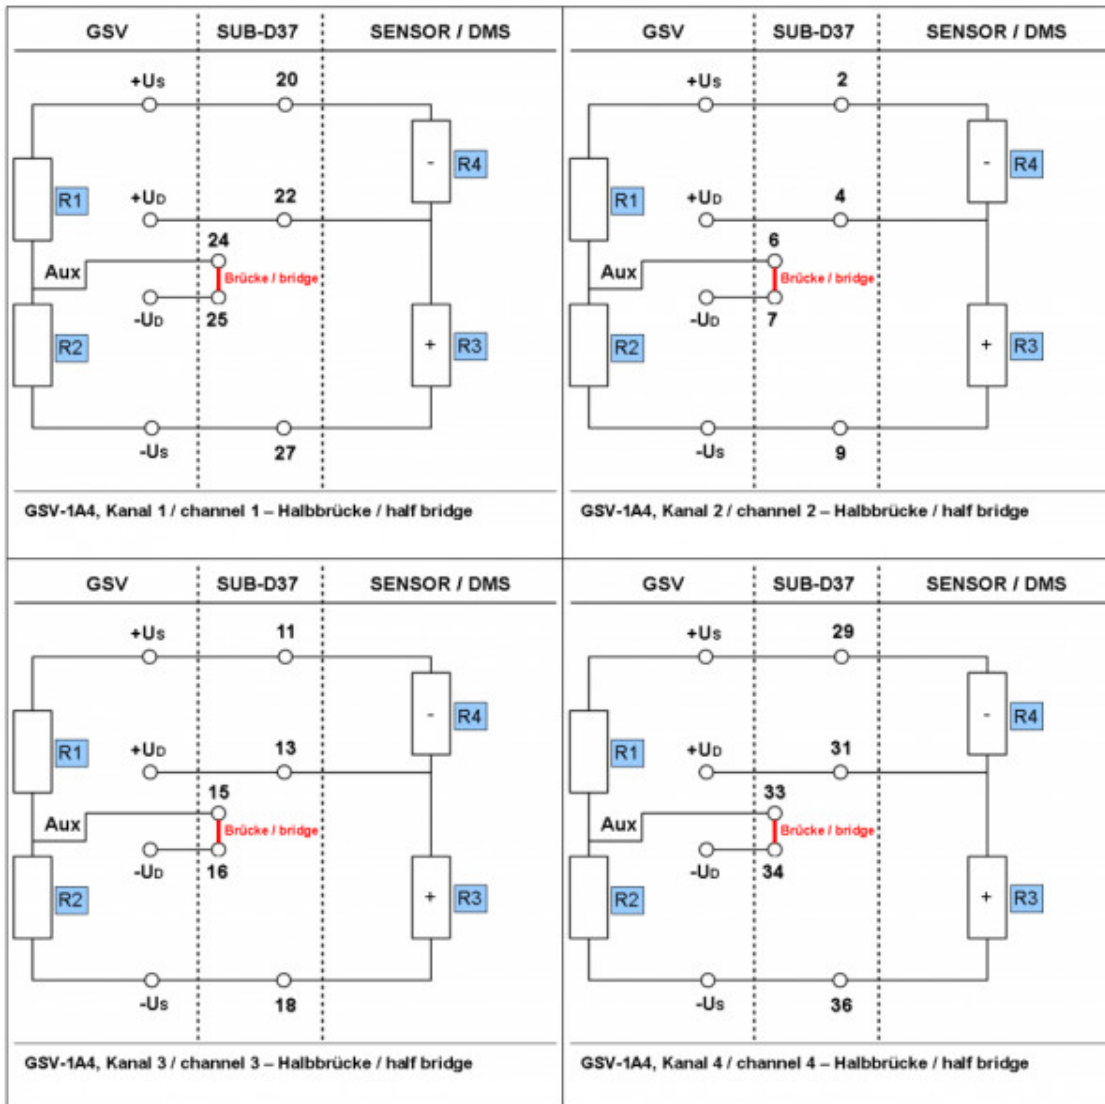 GSV SUB-D37 SENSOR / DMS
+Us 20
R4
-
R1
+UD 22
24
Aux
Brücke / bridge
-UD 25
R2
+
R3
-Us 27
GSV-1A4, Kanal 1 / channel 1 – Halbbrücke / half bridge
GSV SUB-D37 SENSOR / DMS
+Us 2
R4
-
R1
+UD 4
6
Aux
Brücke / bridge
-UD 7
R2
+
R3
-Us 9
GSV-1A4, Kanal 2 / channel 2 – Halbbrücke / half bridge
GSV SUB-D37 SENSOR / DMS
+Us 11
R4
-
R1
+UD 13
15
Aux
Brücke / bridge
-UD 16
R2
+
R3
-Us 18
GSV-1A4, Kanal 3 / channel 3 – Halbbrücke / half bridge
GSV SUB-D37 SENSOR / DMS
+Us 29
R4
-
R1
+UD 31
33
Aux
Brücke / bridge
-UD 34
R2
+
R3
-Us 36
GSV-1A4, Kanal 4 / channel 4 – Halbbrücke / half bridge